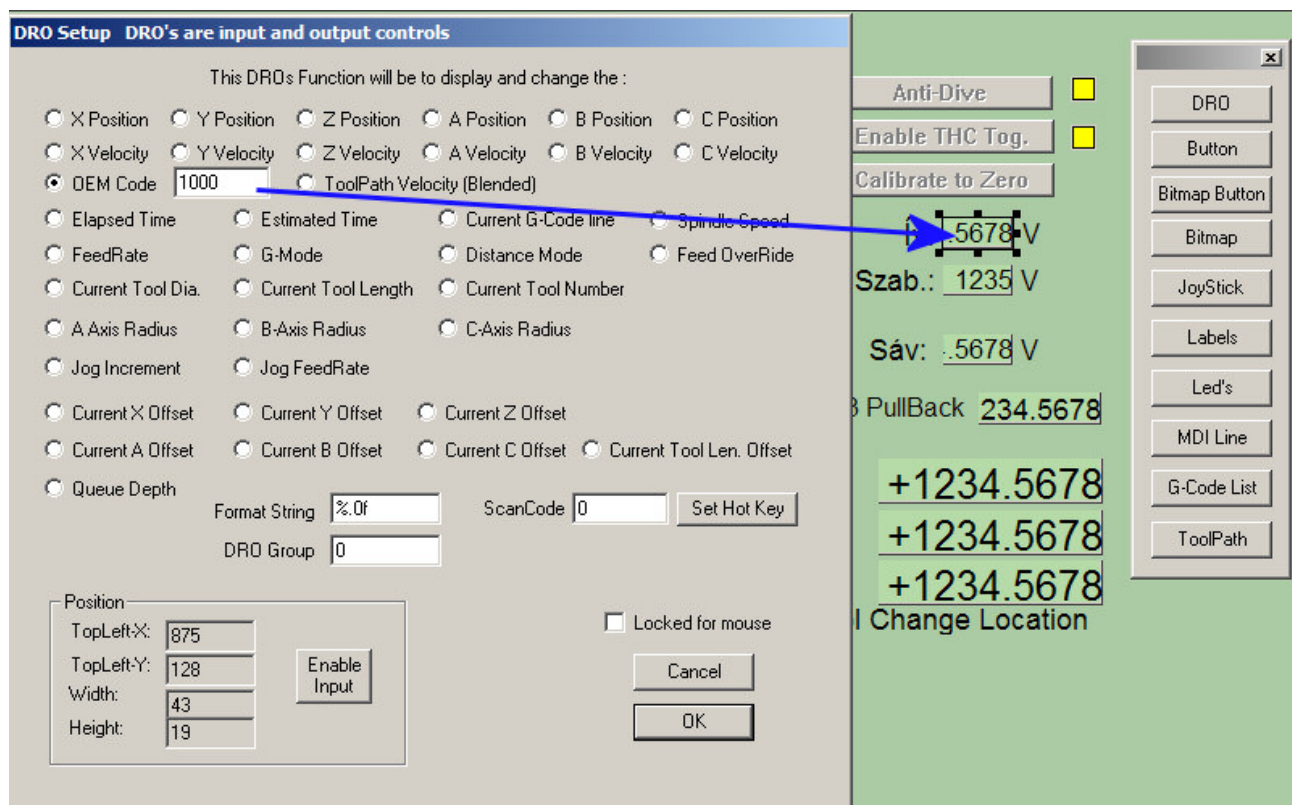 DRO Setup DRO's are input and output controls
This DROs Function will be to display and change the :
X Position Y Position Z Position A Position B Position C Position
X Velocity Y Velocity Z Velocity A Velocity B Velocity C Velocity
OEM Code 1000 ToolPath Velocity (Blended)
Elapsed Time Estimated Time Current G-Code line Spindle Speed
FeedRate G-Mode Distance Mode Feed OverRide
Current Tool Dia. Current Tool Length Current Tool Number
A Axis Radius B-Axis Radius C-Axis Radius
Jog Increment Jog FeedRate
Current X Offset Current Y Offset Current Z Offset
Current A Offset Current B Offset Current C Offset Current Tool Len. Offset
Queue Depth
Format String %.0f ScanCode 0 Set Hot Key
DRO Group 0
Position
TopLeft-X: 875
TopLeft-Y: 128
Width: 43
Height: 19
Enable
Input
Locked for mouse
Cancel
OK
Anti-Dive
Enable THC Tog.
Calibrate to Zero
.5678 V
Szab.: 1235 V
Sáv: .5678 V
PullBack 234.5678
+1234.5678
+1234.5678
+1234.5678
l Change Location
DRO
Button
Bitmap Button
Bitmap
JoyStick
Labels
Led's
MDI Line
G-Code List
ToolPath